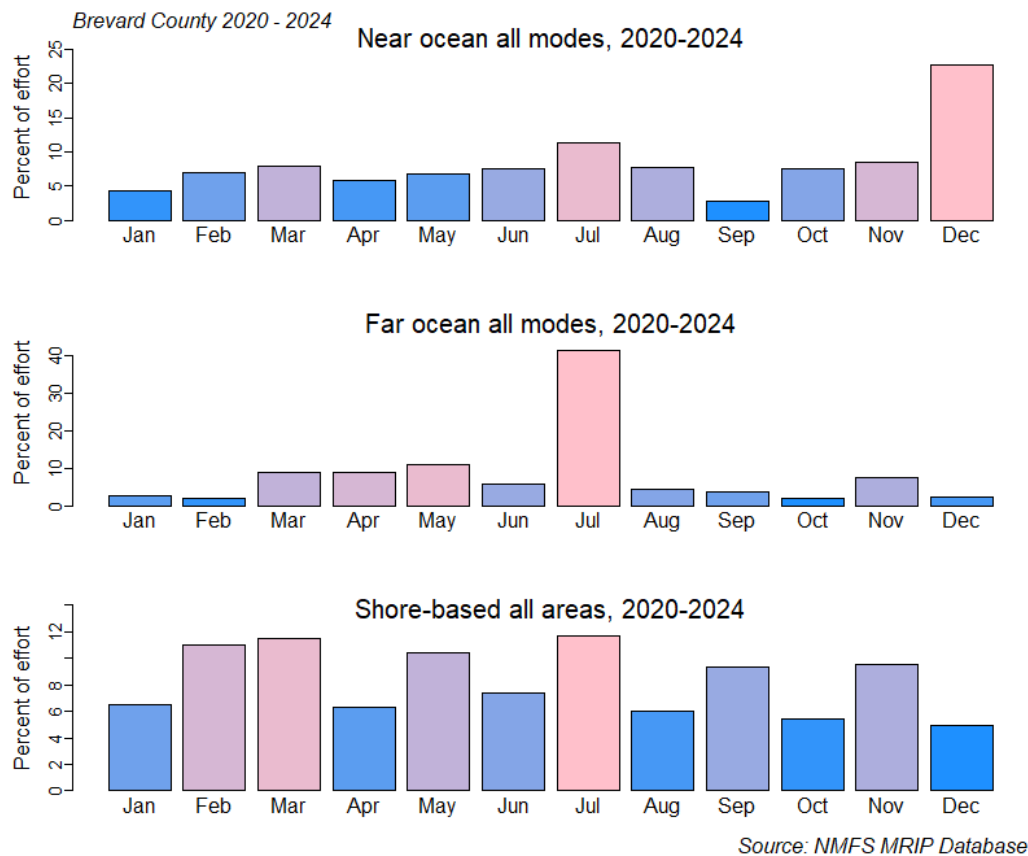 Brevard County 2020 - 2024
Near ocean all modes, 2020-2024
Percent of effort
25
20
15
10
5
0
Jan Feb Mar Apr May Jun Jul Aug Sep Oct Nov Dec
Far ocean all modes, 2020-2024
Percent of effort
40
30
20
10
0
Jan Feb Mar Apr May Jun Jul Aug Sep Oct Nov Dec
Shore-based all areas, 2020-2024
Percent of effort
12
8
6
4
2
0
Jan Feb Mar Apr May Jun Jul Aug Sep Oct Nov Dec
Source: NMFS MRIP Database